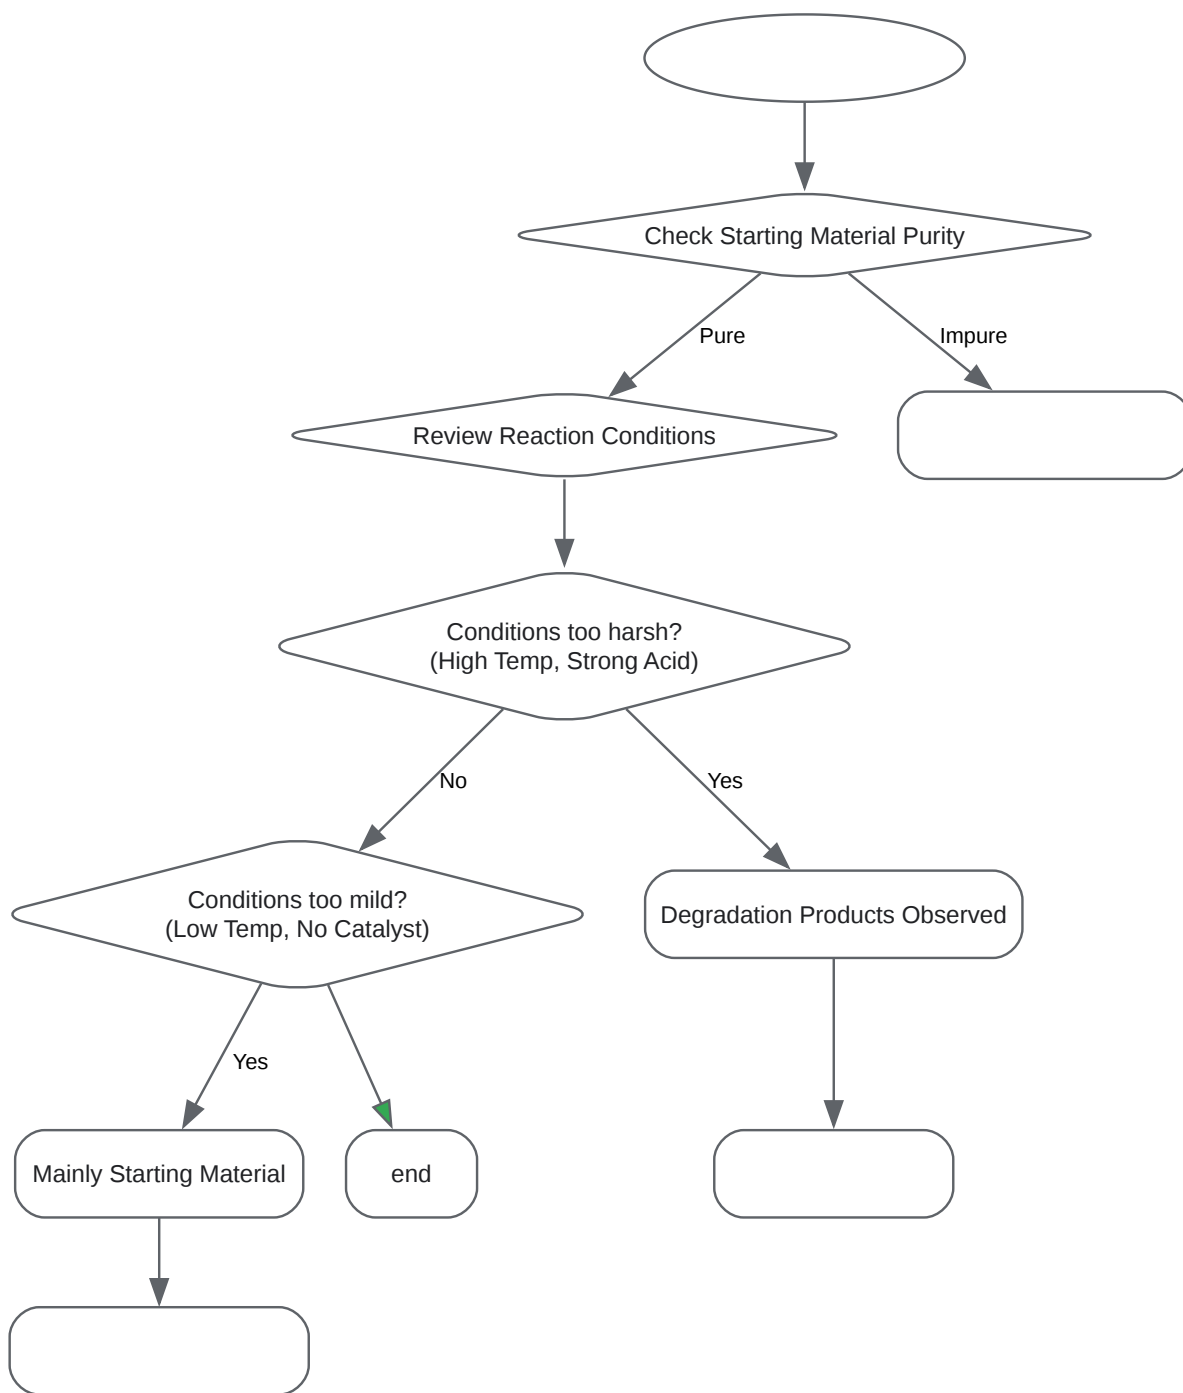 Check Starting Material Purity
Pure
Impure
Review Reaction Conditions
Conditions too harsh?
(High Temp, Strong Acid)
No
Yes
Conditions too mild?
(Low Temp, No Catalyst)
Degradation Products Observed
Yes
Mainly Starting Material
end